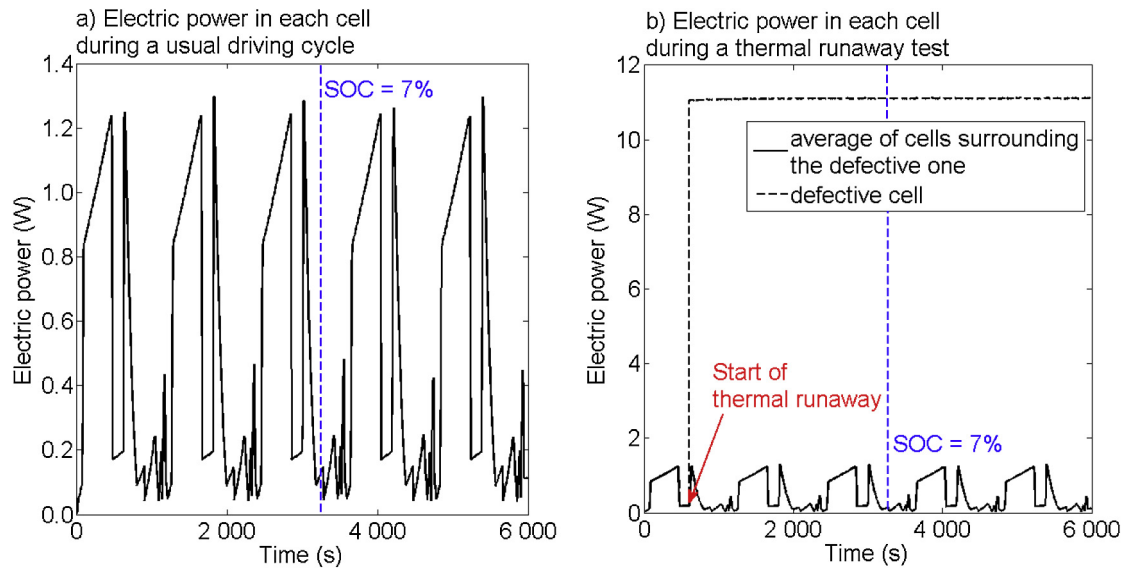 a) Electric power in each cell
during a usual driving cycle
1.4
1.2
1.0
0.8
0.6
0.4
0.2
0.0
Electric power (W)
SOC = 7%
0
2 000
4 000
6 000
Time (s)
b) Electric power in each cell
during a thermal runaway test
12
10
8
6
4
2
0
Electric power (W)
average of cells surrounding
the defective one
defective cell
Start of
thermal runaway
SOC = 7%
0
2 000
4 000
6 000
Time (s)